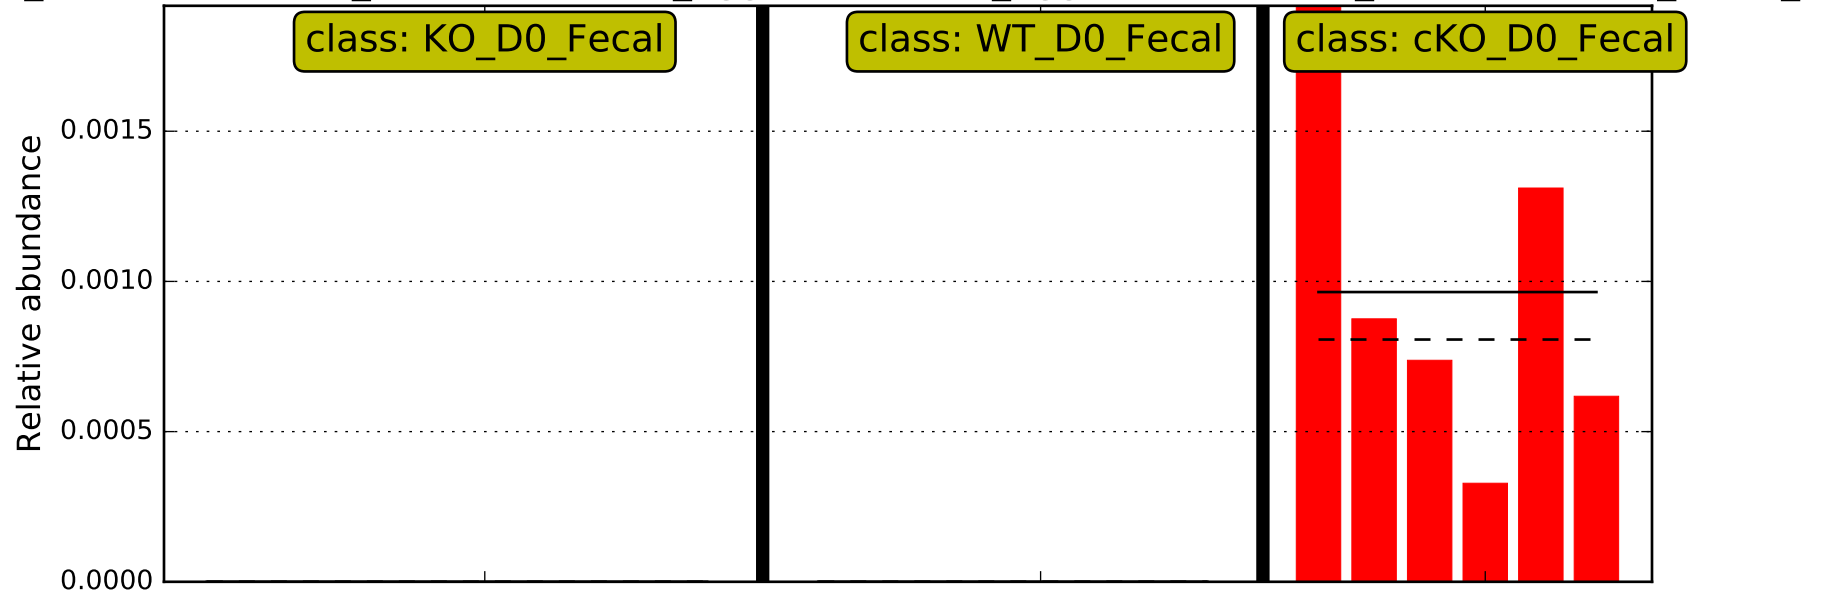 class: KO_D0_Fecal
class: WT_D0_Fecal
class: cKO_D0_Fecal
Relative abundance
0.0015
0.0010
0.0005
0.0000